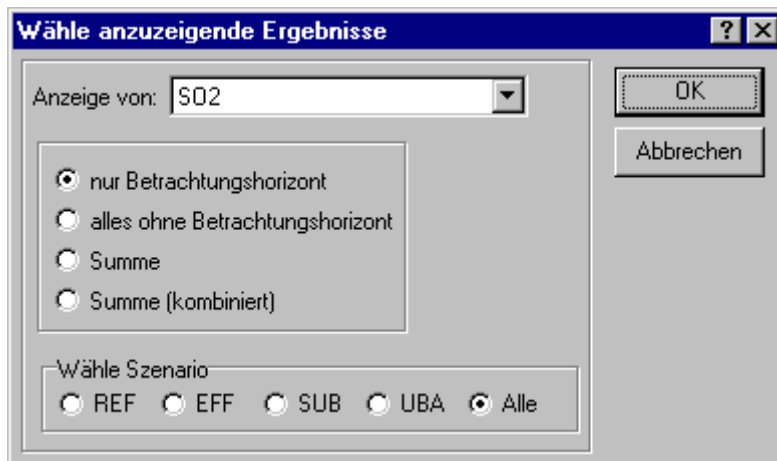 Wähle anzuzeigende Ergebnisse
Anzeige von: SO2
OK
Abbrechen
nur Betrachtungshorizont
alles ohne Betrachtungshorizont
Summe
Summe (kombiniert)
Wähle Szenario
REF EFF SUB UBA Alle